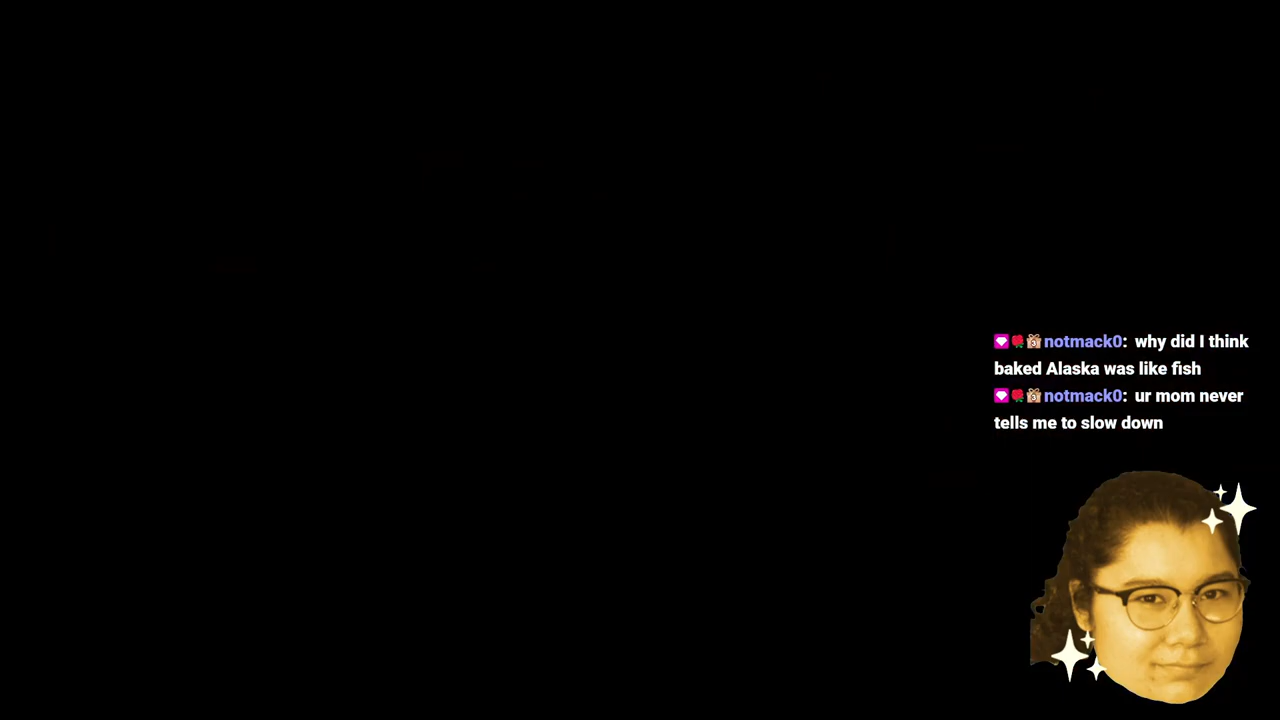 notmack0: why did I think
baked Alaska was like fish
notmack0: ur mom never
tells me to slow down